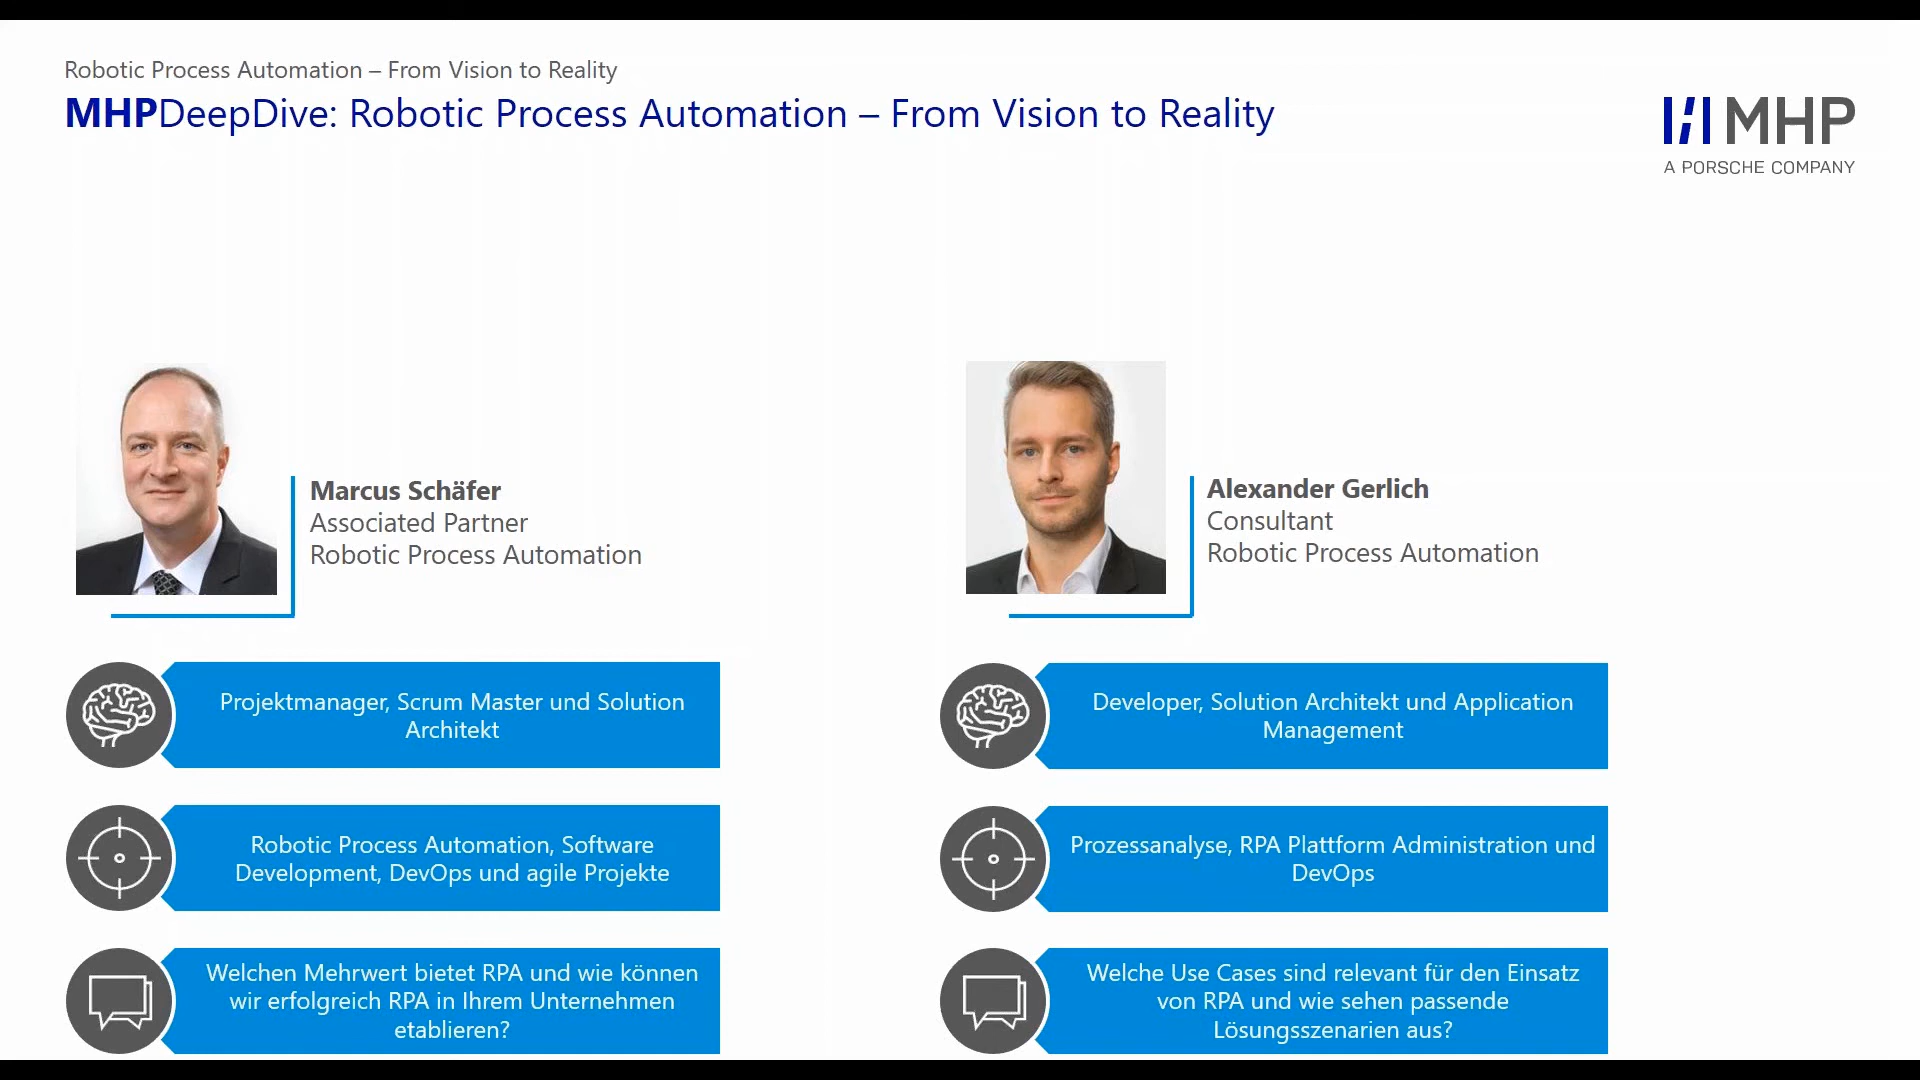 Robotic Process Automation – From Vision to Reality
MHPDeepDive: Robotic Process Automation – From Vision to Reality
MHP
A PORSCHE COMPANY
Marcus Schäfer
Associated Partner
Robotic Process Automation
Projektmanager, Scrum Master und Solution
Architekt
Robotic Process Automation, Software
Development, DevOps und agile Projekte
Welchen Mehrwert bietet RPA und wie können
wir erfolgreich RPA in Ihrem Unternehmen
etablieren?
Alexander Gerlich
Consultant
Robotic Process Automation
Developer, Solution Architekt und Application
Management
Prozessanalyse, RPA Plattform Administration und
DevOps
Welche Use Cases sind relevant für den Einsatz
von RPA und wie sehen passende
Lösungsszenarien aus?